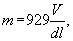 m = 929 V/dl,